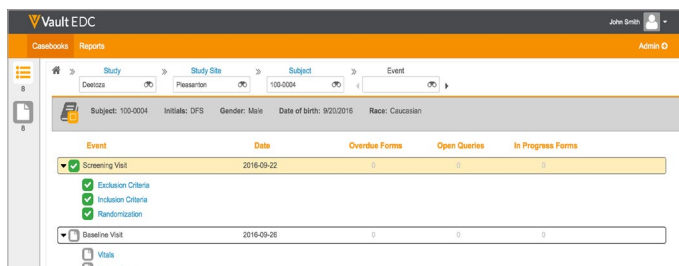 Vault EDC
John Smith
Casebooks Reports Admin
8
8
Study Study Site Subject Event
Deetoza Pleasanton 100-0004
Subject: 100-0004 Initials: DFS Gender: Male Date of birth: 9/20/2016 Race: Caucasian
Event Date Overdue Forms Open Queries In Progress Forms
Screening Visit 2016-09-22 0 0 0
Exclusion Criteria
Inclusion Criteria
Randomization
Baseline Visit 2016-09-26 0 0 0
Vitals